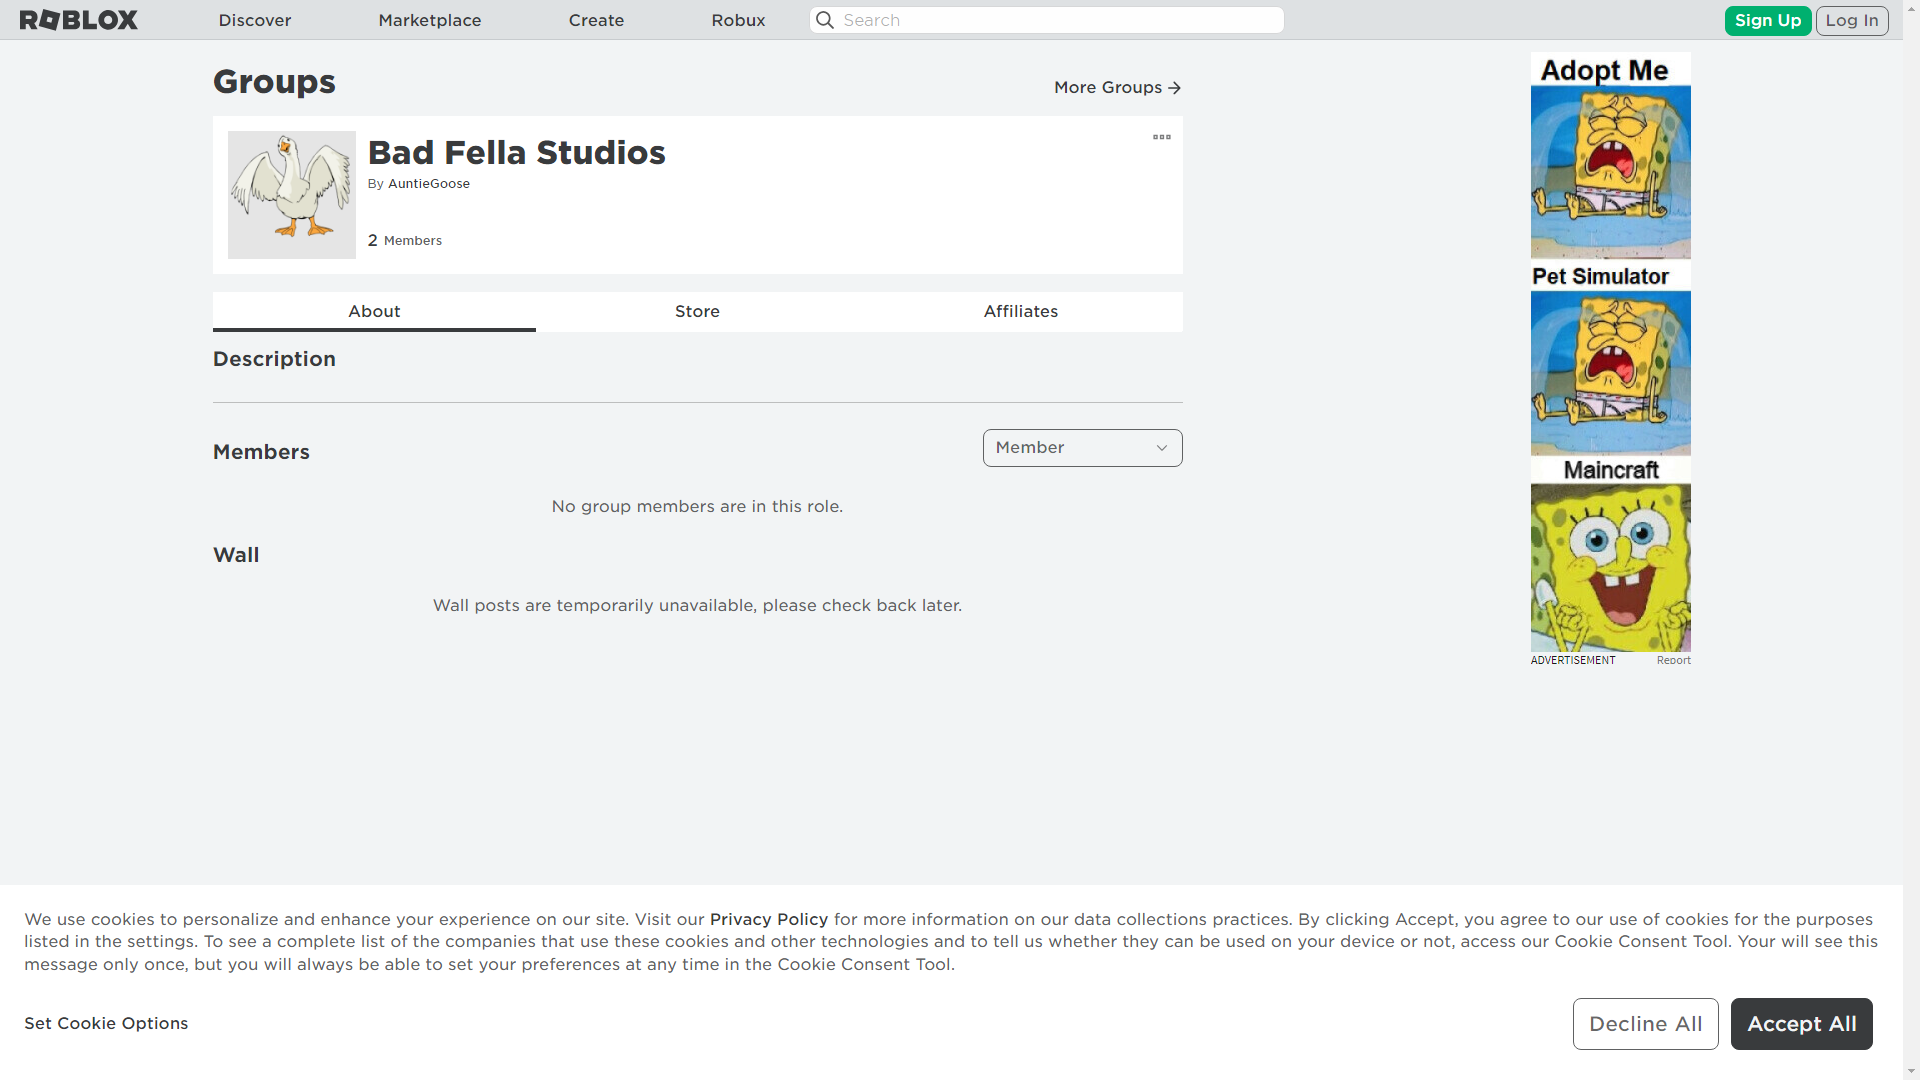 ROBLOX
Discover
Marketplace
Create
Robux
Search
Sign Up
Log In
Groups
More Groups
Bad Fella Studios
By AuntieGoose
2 Members
About
Store
Affiliates
Description
Members
Member
No group members are in this role.
Wall
Wall posts are temporarily unavailable, please check back later.
Adopt Me
Pet Simulator
Maincraft
ADVERTISEMENT
Report
We use cookies to personalize and enhance your experience on our site. Visit our Privacy Policy for more information on our data collections practices. By clicking Accept, you agree to our use of cookies for the purposes
listed in the settings. To see a complete list of the companies that use these cookies and other technologies and to tell us whether they can be used on your device or not, access our Cookie Consent Tool. Your will see this
message only once, but you will always be able to set your preferences at any time in the Cookie Consent Tool.
Set Cookie Options
Decline All
Accept All